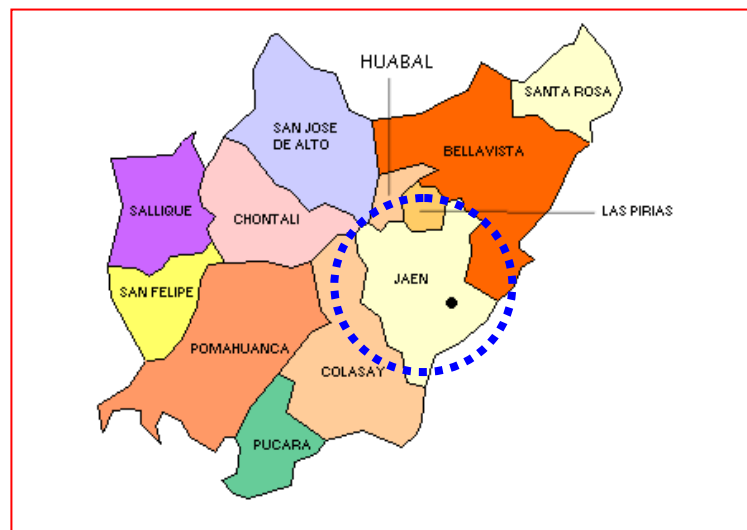 HUABAL
SANTA ROSA
SAN JOSE
DE ALTO
BELLAVISTA
SALLIQUE
CHONTALI
LAS PIRIAS
SAN FELIPE
JAEN
POMAHUANCA
COLASAY
PUCARA